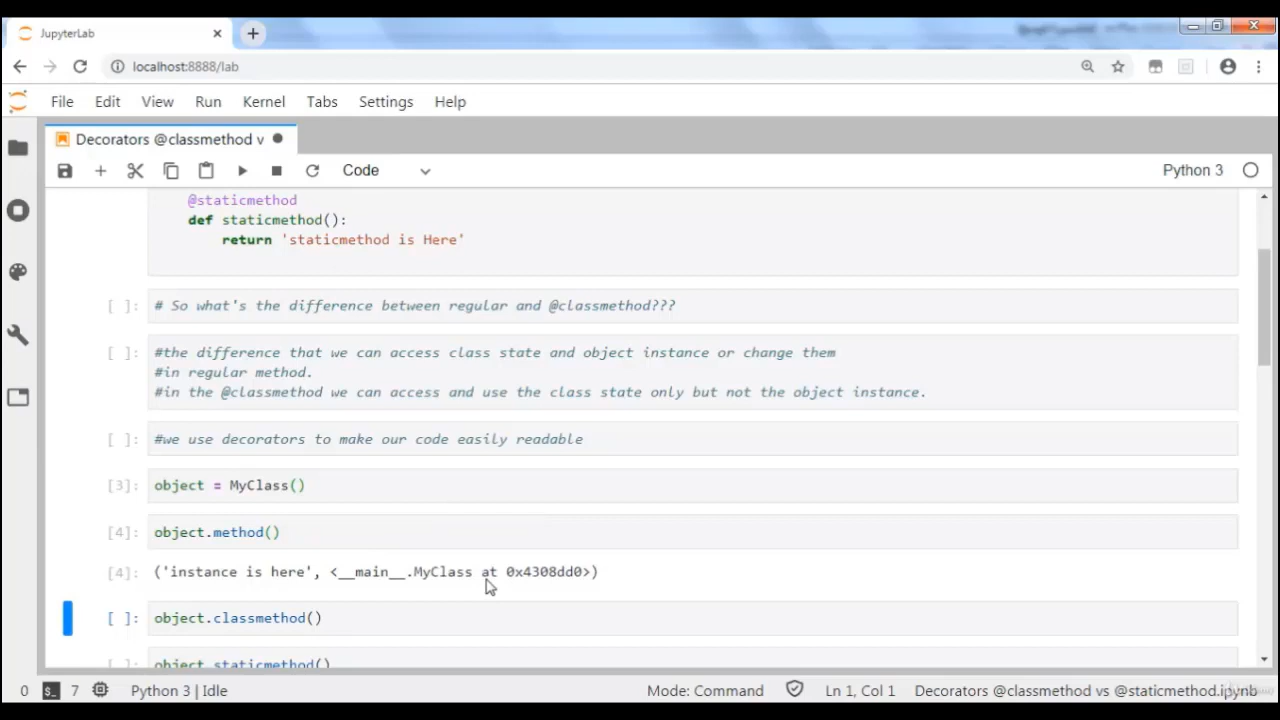 JupyterLab
localhost:8888/lab
File Edit View Run Kernel Tabs Settings Help
Decorators @classmethod v
Code
Python 3
@staticmethod
def staticmethod():
return 'staticmethod is Here'
[ ]: # So what's the difference between regular and @classmethod???
[ ]: #the difference that we can access class state and object instance or change them
#in regular method.
#in the @classmethod we can access and use the class state only but not the object instance.
[ ]: #we use decorators to make our code easily readable
[3]: object = MyClass()
[4]: object.method()
[4]: ('instance is here', <__main__.MyClass at 0x4308dd0>)
[ ]: object.classmethod()
[ ]: object.staticmethod()
0 $_ 7 Python 3 | Idle Mode: Command Ln 1, Col 1 Decorators @classmethod vs @staticmethod.ipynb